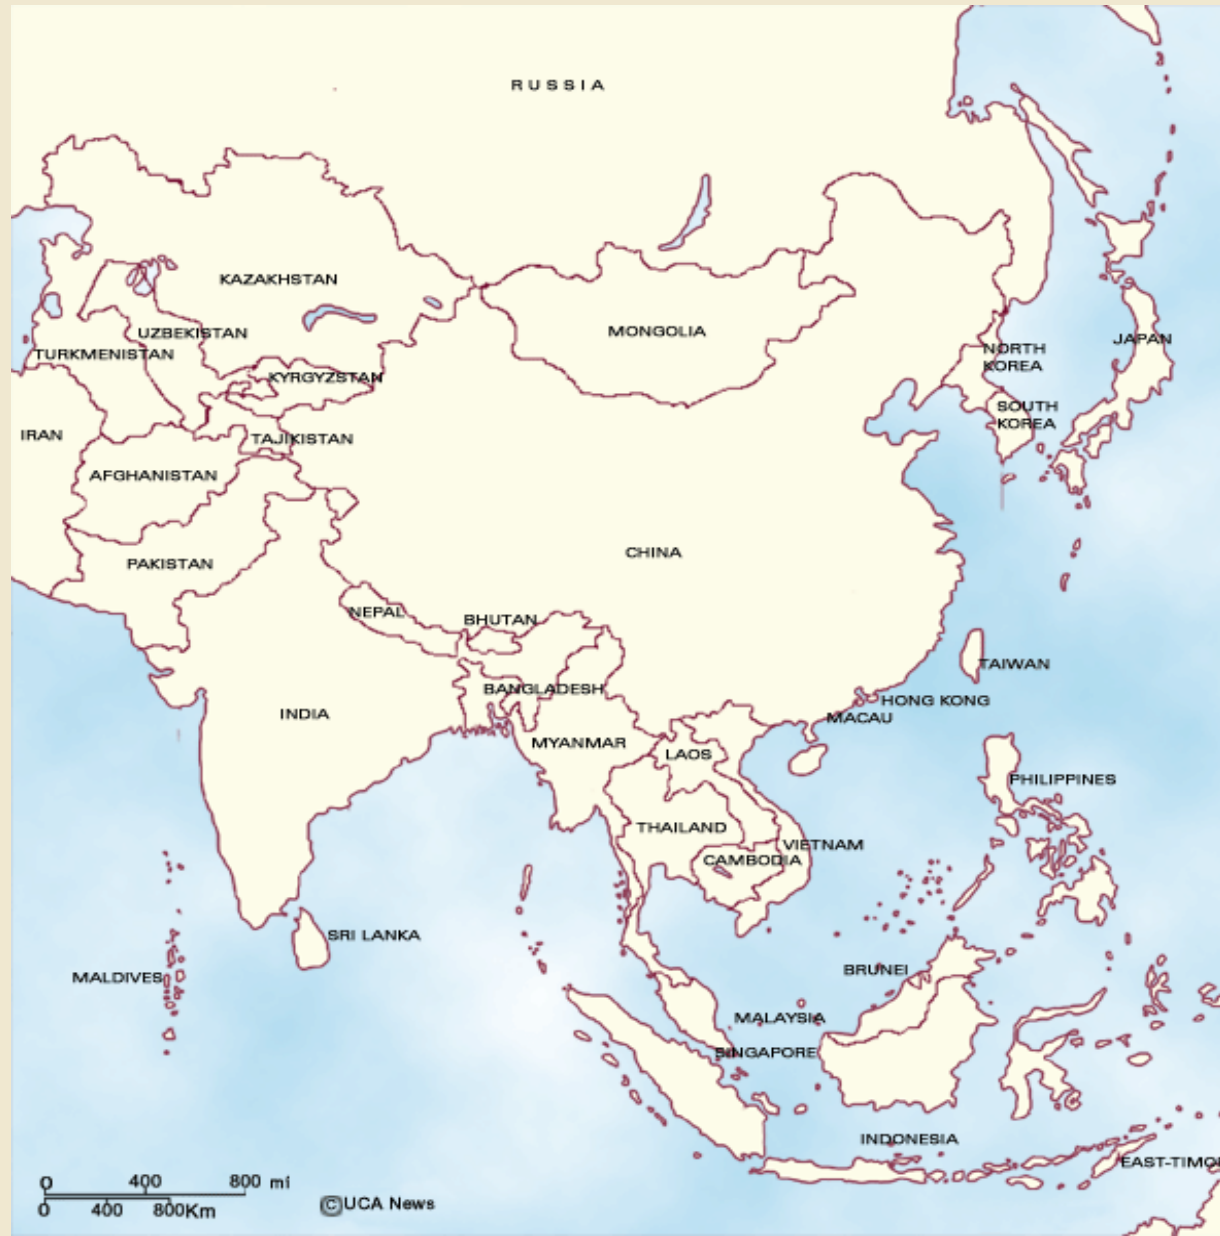 RUSSIA
KAZAKHSTAN
MONGOLIA
UZBEKISTAN
JAPAN
TURKMENISTAN
NORTH
KOREA
KYRGYZSTAN
SOUTH
KOREA
IRAN
TAJIKISTAN
AFGHANISTAN
CHINA
PAKISTAN
NEPAL
BHUTAN
TAIWAN
BANGLADESH
HONG KONG
INDIA
MACAU
MYANMAR
LAOS
PHILIPPINES
THAILAND
VIETNAM
CAMBODIA
SRI LANKA
BRUNEI
MALDIVES
MALAYSIA
SINGAPORE
INDONESIA
EAST-TIMOR
0 400 800 mi
0 400 800Km
©UCA News